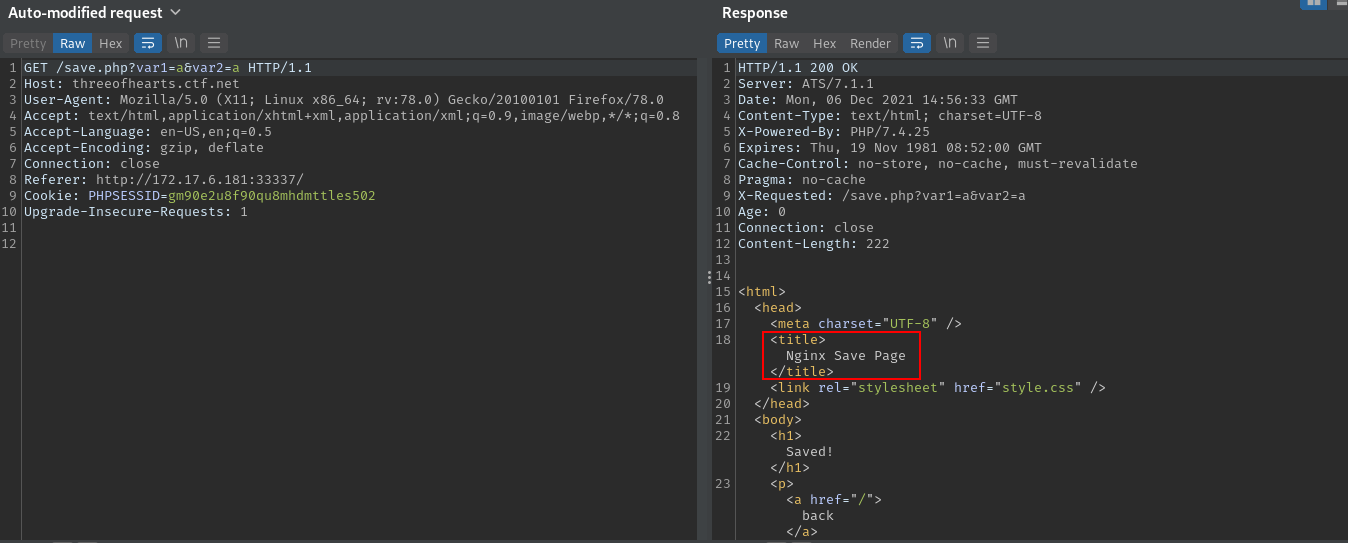 Auto-modified request
Pretty Raw Hex \n
1 GET /save.php?var1=a&var2=a HTTP/1.1
2 Host: threeofhearts.ctf.net
3 User-Agent: Mozilla/5.0 (X11; Linux x86_64; rv:78.0) Gecko/20100101 Firefox/78.0
4 Accept: text/html,application/xhtml+xml,application/xml;q=0.9,image/webp,*/*;q=0.8
5 Accept-Language: en-US,en;q=0.5
6 Accept-Encoding: gzip, deflate
7 Connection: close
8 Referer: http://172.17.6.181:33337/
9 Cookie: PHPSESSID=gm90e2u8f90qu8mhdmttles502
10 Upgrade-Insecure-Requests: 1
11
12
Response
Pretty Raw Hex Render \n
1 HTTP/1.1 200 OK
2 Server: ATS/7.1.1
3 Date: Mon, 06 Dec 2021 14:56:33 GMT
4 Content-Type: text/html; charset=UTF-8
5 X-Powered-By: PHP/7.4.25
6 Expires: Thu, 19 Nov 1981 08:52:00 GMT
7 Cache-Control: no-store, no-cache, must-revalidate
8 Pragma: no-cache
9 X-Requested: /save.php?var1=a&var2=a
10 Age: 0
11 Connection: close
12 Content-Length: 222
13
14
15 <html>
16 <head>
17 <meta charset="UTF-8" />
18 <title>
Nginx Save Page
</title>
19 <link rel="stylesheet" href="style.css" />
20 </head>
21 <body>
22 <h1>
Saved!
</h1>
23 <p>
<a href="/">
back
</a>